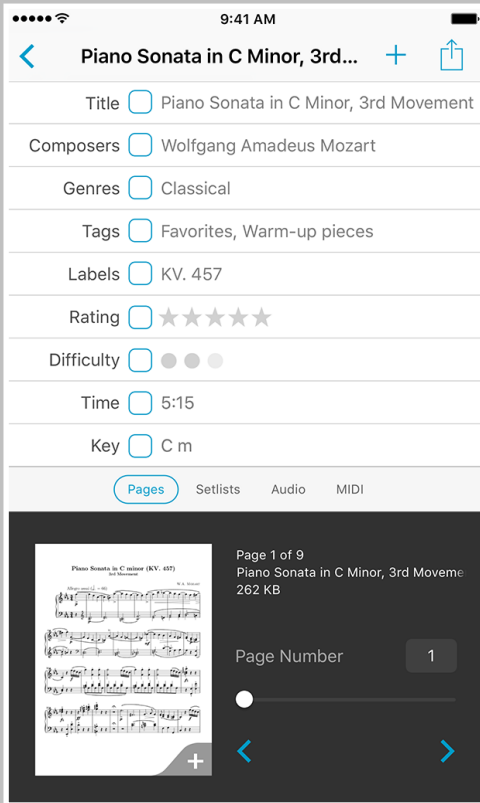 9:41 AM
Piano Sonata in C Minor, 3rd...
Title Piano Sonata in C Minor, 3rd Movement
Composers Wolfgang Amadeus Mozart
Genres Classical
Tags Favorites, Warm-up pieces
Labels KV. 457
Rating
Difficulty
Time 5:15
Key C m
Pages Setlists Audio MIDI
Piano Sonata in C minor (KV. 457)
3rd Movement
W. A. Mozart
Page 1 of 9
Piano Sonata in C Minor, 3rd Moveme
262 KB
Page Number 1